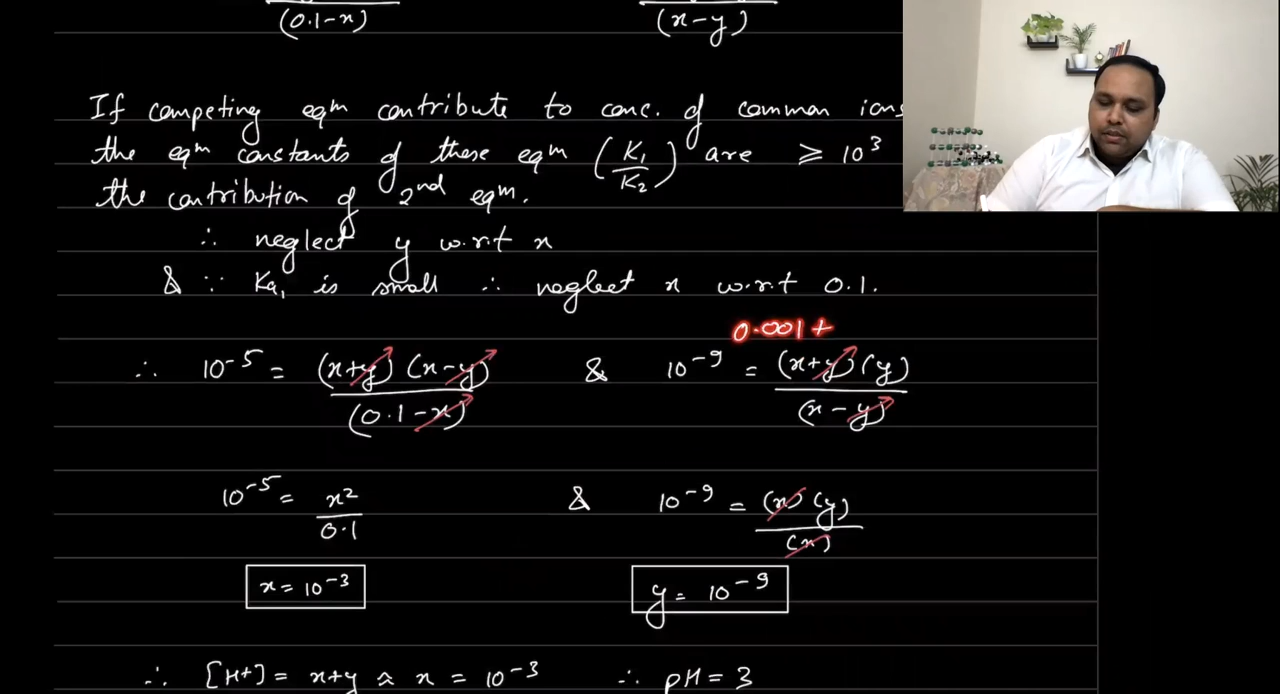 (0.1-x) (x-y)
If competing eqm contribute to conc. of common ions
the eqm constants of these eqm (K1/K2) are ≥ 10^3
the contribution of 2nd eqm.
∴ neglect y w.r.t x
& ∵ Ka1 is small ∴ neglect x w.r.t 0.1.
0.001+
∴ 10^-5 = (x+y)(x-y)/(0.1-x) & 10^-9 = (x+y)(y)/(x-y)
10^-5 = x^2/0.1 & 10^-9 = (x)(y)/(x)
x = 10^-3 y = 10^-9
∴ [H+] = x+y ≈ x = 10^-3 ∴ pH = 3